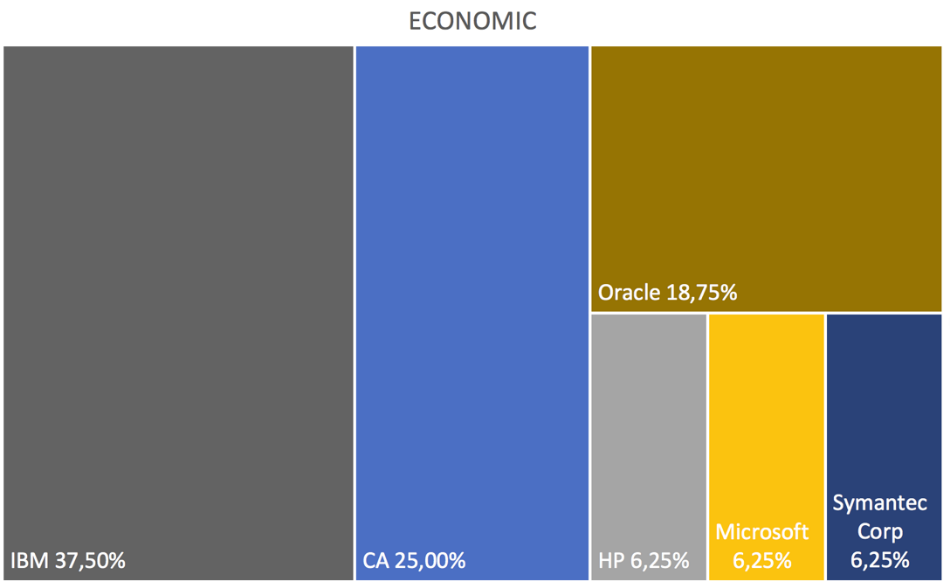 ECONOMIC
IBM 37,50%
CA 25,00%
Oracle 18,75%
HP 6,25%
Microsoft
6,25%
Symantec
Corp
6,25%